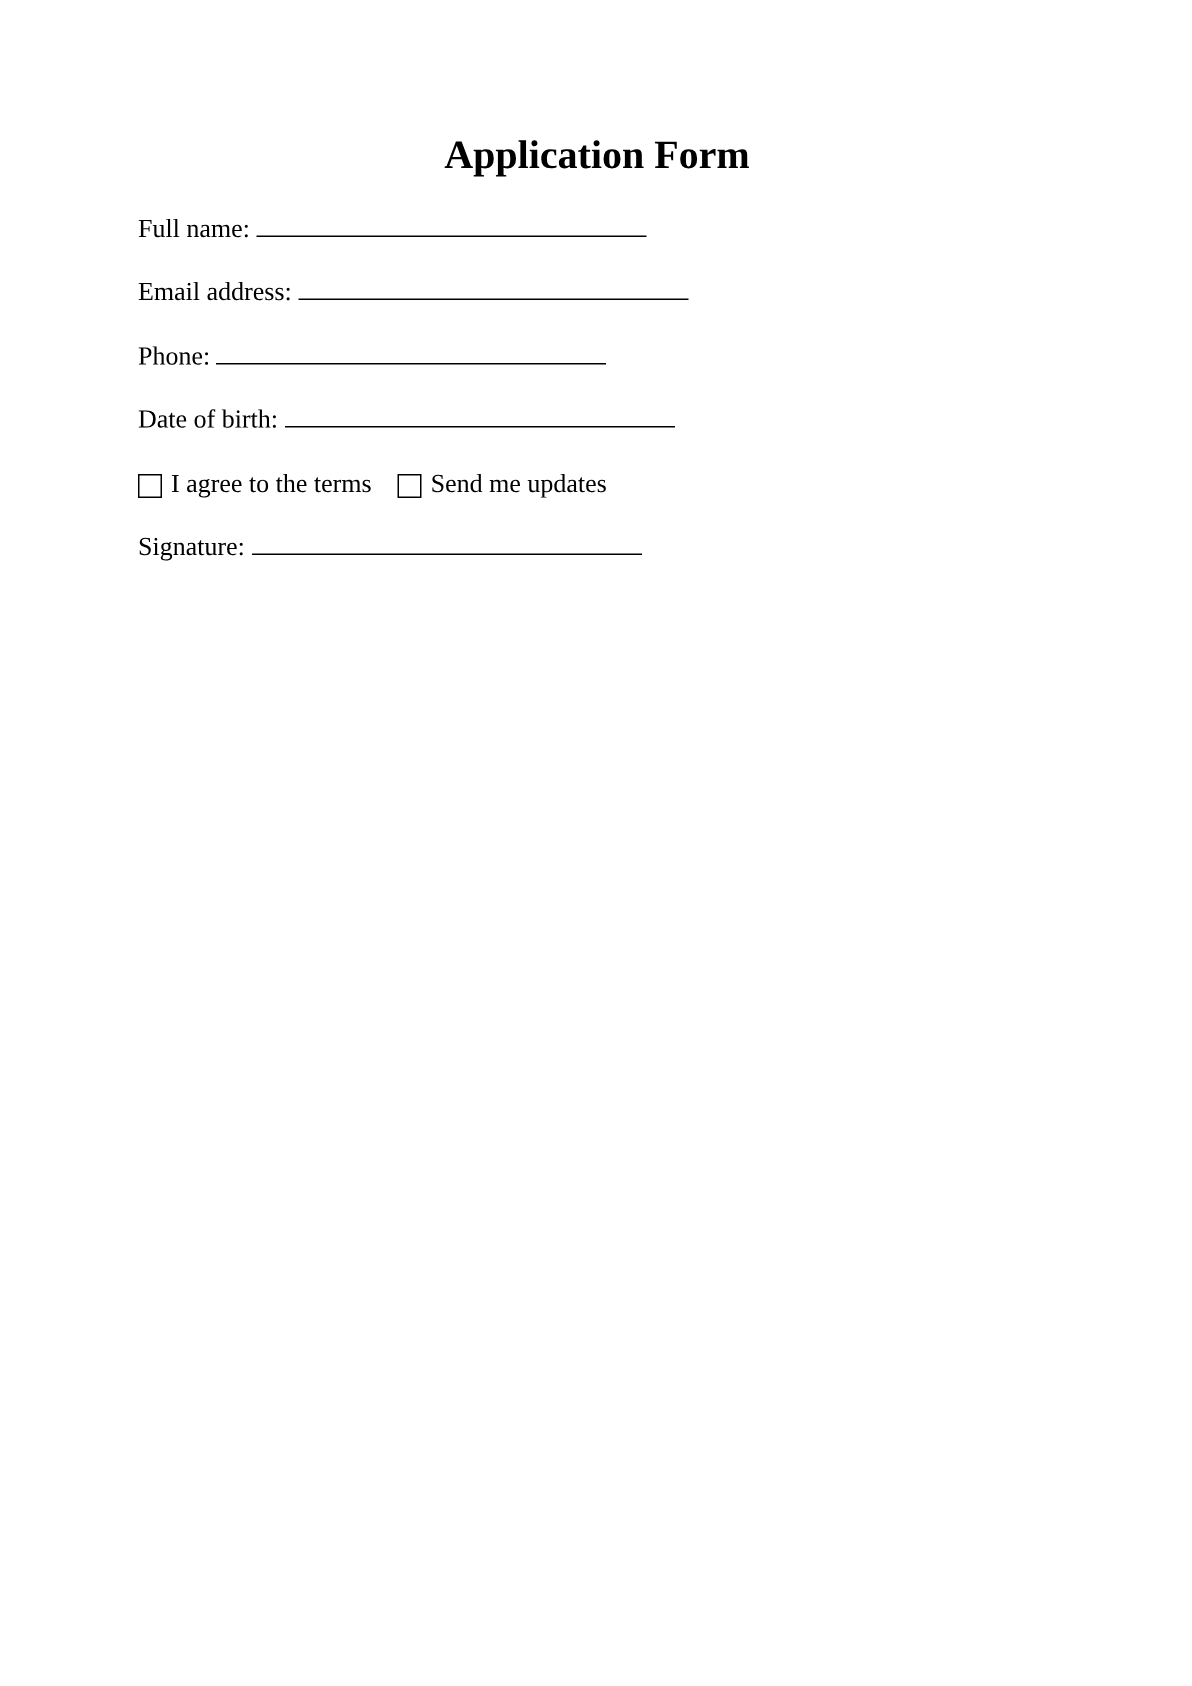 Application Form
Full name:
Email address:
Phone:
Date of birth:
I agree to the terms Send me updates
Signature: